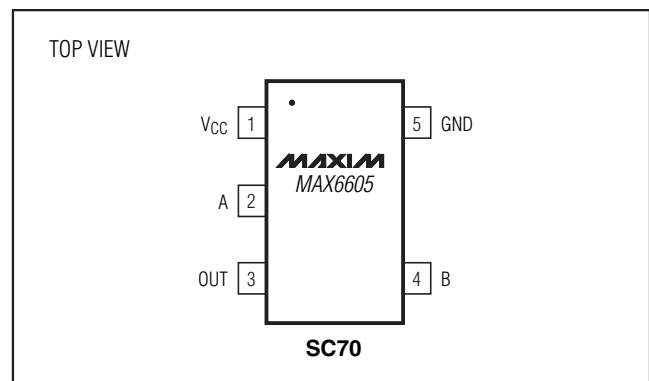 TOP VIEW
VCC 1
5 GND
MAXIM
MAX6605
A 2
OUT 3
4 B
SC70